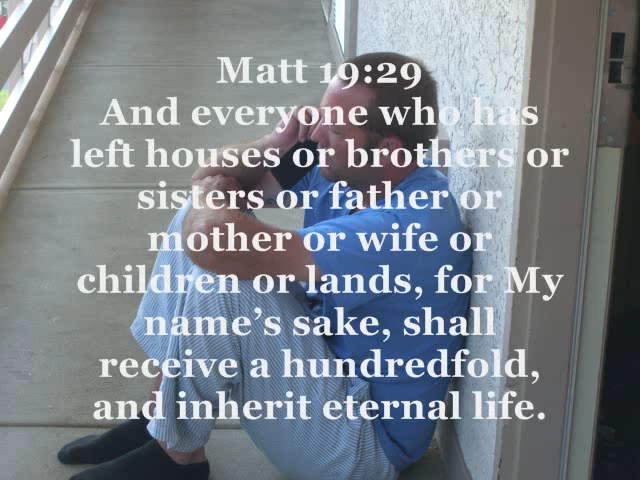 Matt 19:29
And everyone who has
left houses or brothers or
sisters or father or
mother or wife or
children or lands, for My
name’s sake, shall
receive a hundredfold,
and inherit eternal life.